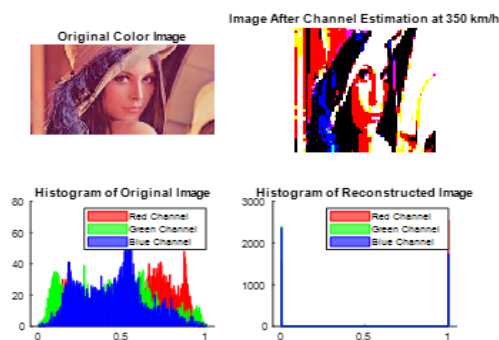 Original Color Image
Image After Channel Estimation at 350 km/h
Histogram of Original Image
80
60
40
20
0
0
0.5
1
Red Channel
Green Channel
Blue Channel
Histogram of Reconstructed Image
3000
2000
1000
0
0
0.5
1
Red Channel
Green Channel
Blue Channel